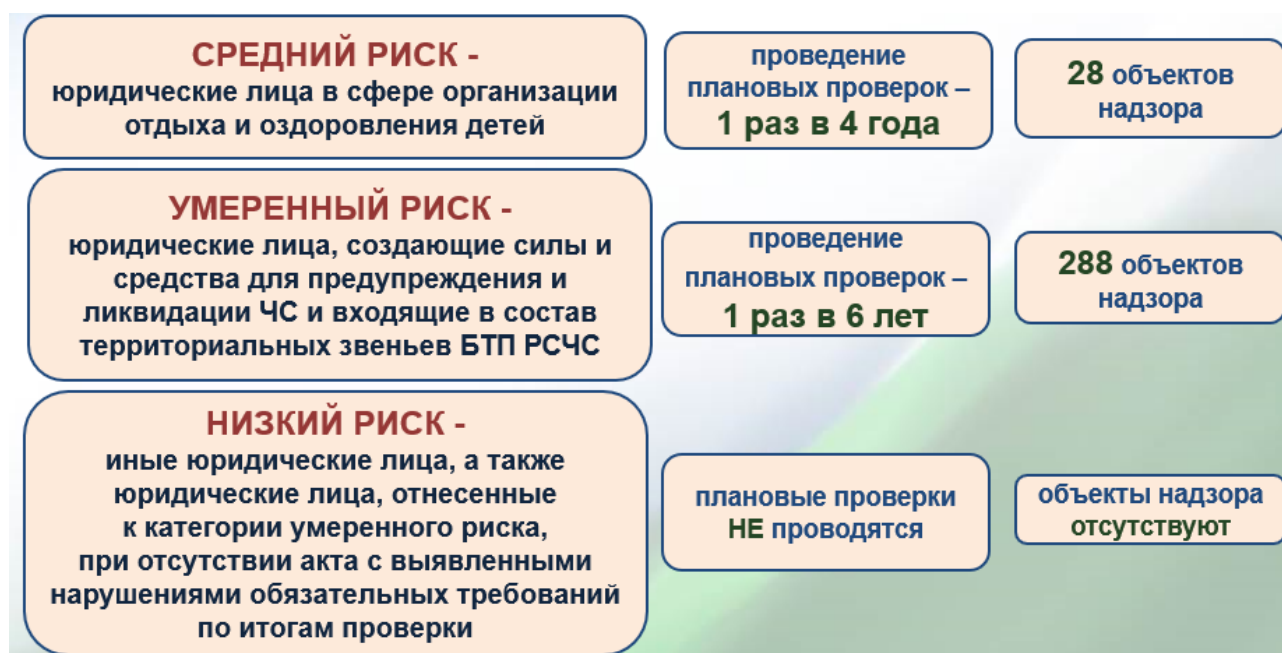 СРЕДНИЙ РИСК -
юридические лица в сфере организации
отдыха и оздоровления детей
проведение
плановых проверок –
1 раз в 4 года
28 объектов
надзора
УМЕРЕННЫЙ РИСК -
юридические лица, создающие силы и
средства для предупреждения и
ликвидации ЧС и входящие в состав
территориальных звеньев БТП РСЧС
проведение
плановых проверок –
1 раз в 6 лет
288 объектов
надзора
НИЗКИЙ РИСК -
иные юридические лица, а также
юридические лица, отнесенные
к категории умеренного риска,
при отсутствии акта с выявленными
нарушениями обязательных требований
по итогам проверки
плановые проверки
НЕ проводятся
объекты надзора
отсутствуют